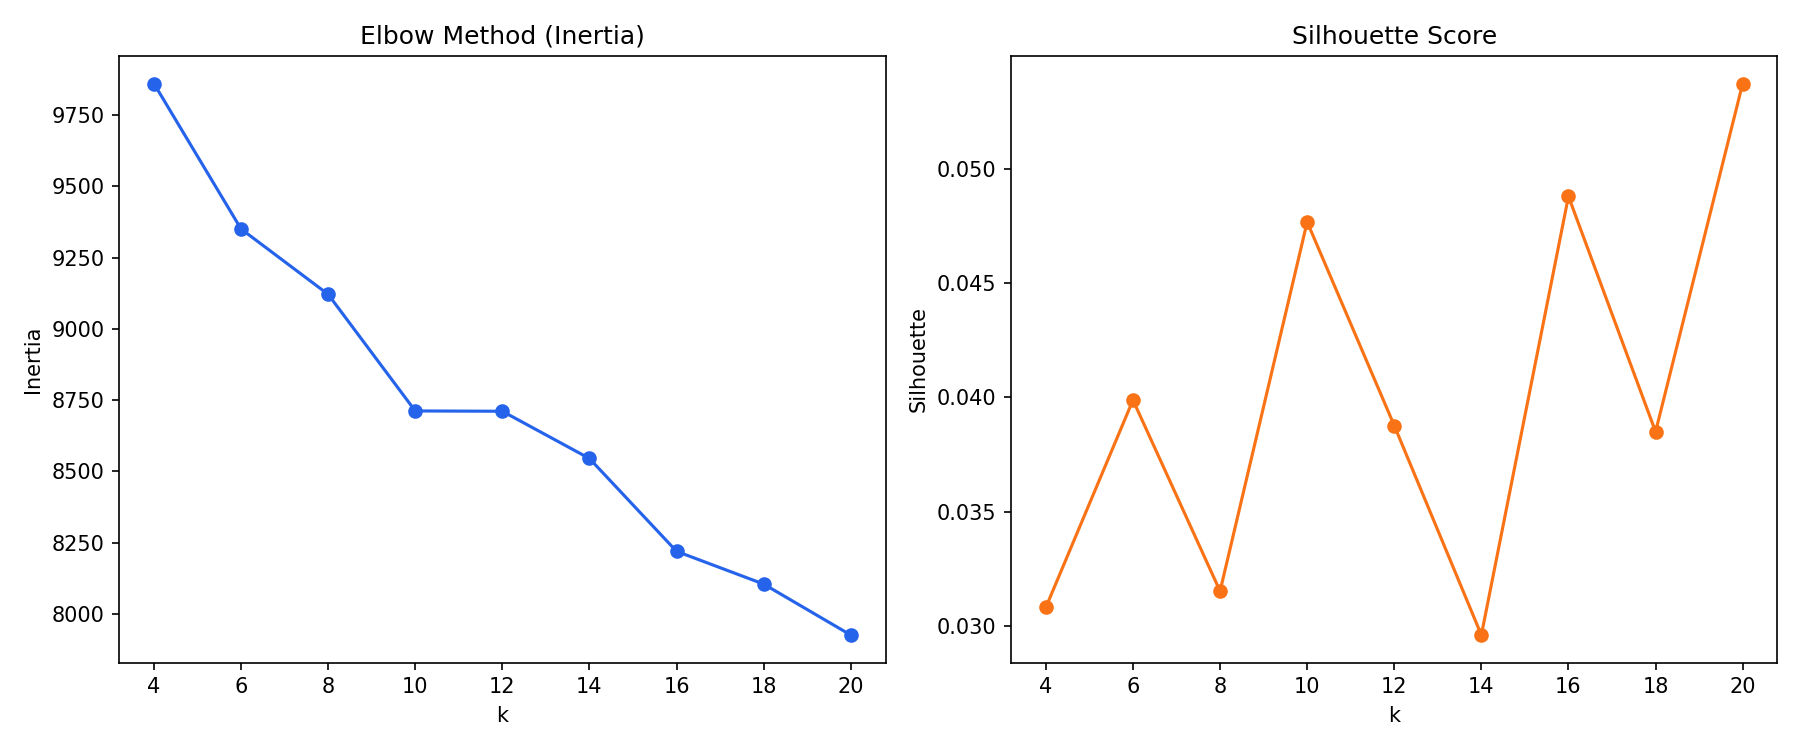 Elbow Method (Inertia)
Inertia
9750
9500
9250
9000
8750
8500
8250
8000
4 6 8 10 12 14 16 18 20
k
Silhouette Score
Silhouette
0.050
0.045
0.040
0.035
0.030
4 6 8 10 12 14 16 18 20
k